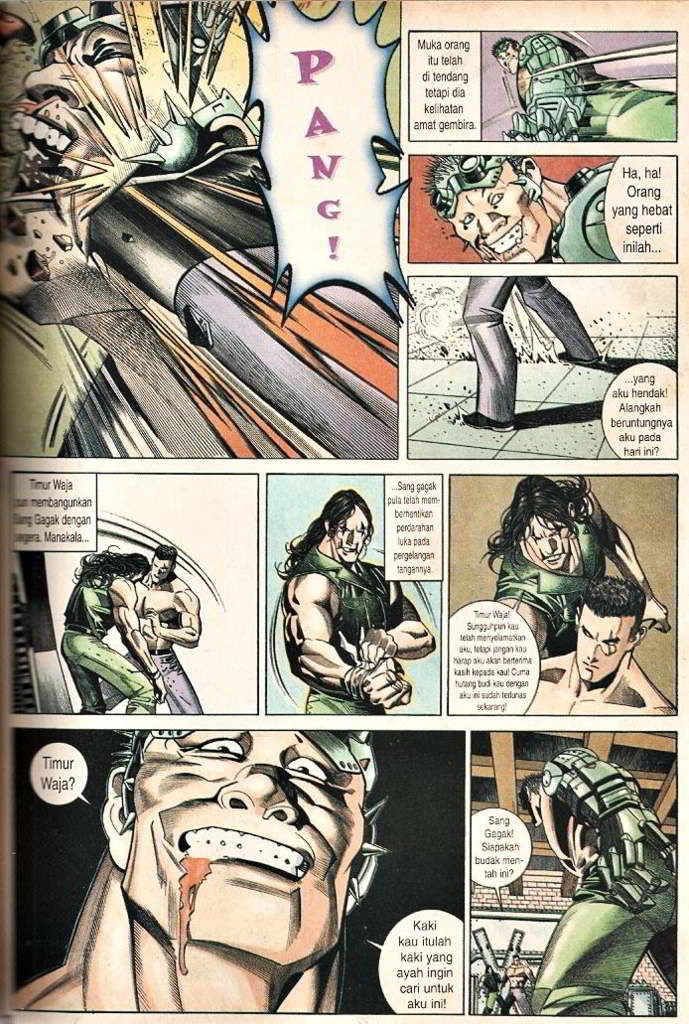 PANG!
Muka orang
itu telah
di tendang
tetapi dia
kelihatan
amat gembira.
Ha, ha!
Orang
yang hebat
seperti
inilah...
...yang
aku hendak!
Alangkah
beruntungnya
aku pada
hari ini?
Timur Waja
pun membangunkan
Sang Gagak dengan
segera. Manakala...
...Sang gagak
pula telah mem-
berhentikan
perdarahan
luka pada
pergelangan
tangannya.
Timur Waja!
Sungguhpun kau
telah menyelamatkan
aku, tetapi jangan kau
harap aku akan berterima
kasih kepada kau! Cuma
hutang budi kau dengan
aku ini sudah terlunas
sekarang!
Timur
Waja?
Kaki
kau itulah
kaki yang
ayah ingin
cari untuk
aku ini!
Sang
Gagak!
Siapakah
budak men-
tah ini?